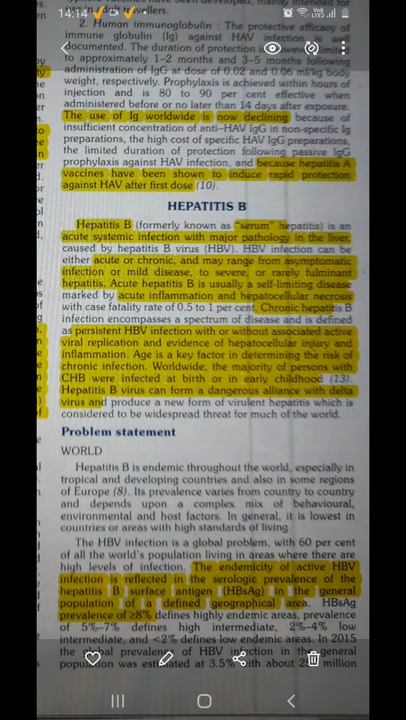 14:14
in risk travellers.
2. Human immunoglobulin : The protective efficacy of
immune globulin (Ig) against HAV infection is well
documented. The duration of protection
to approximately 1–2 months and 3–5 months following
administration of IgG at dose of 0.02 and 0.06 ml/kg body
weight, respectively. Prophylaxis is achieved within hours of
injection and is 80 to 90 per cent effective when
administered before or no later than 14 days after exposure.
The use of Ig worldwide is now declining because of
insufficient concentration of anti-HAV IgG in non-specific Ig
preparations, the high cost of specific HAV IgG preparations,
the limited duration of protection following passive IgG
prophylaxis against HAV infection, and because hepatitis A
vaccines have been shown to induce rapid protection
against HAV after first dose (10).
HEPATITIS B
Hepatitis B (formerly known as "serum" hepatitis) is an
acute systemic infection with major pathology in the liver,
caused by hepatitis B virus (HBV). HBV infection can be
either acute or chronic, and may range from asymptomatic
infection or mild disease, to severe, or rarely fulminant
hepatitis. Acute hepatitis B is usually a self-limiting disease
marked by acute inflammation and hepatocellular necrosis
with case fatality rate of 0.5 to 1 per cent. Chronic hepatitis B
infection encompasses a spectrum of disease and is defined
as persistent HBV infection with or without associated active
viral replication and evidence of hepatocellular injury and
inflammation. Age is a key factor in determining the risk of
chronic infection. Worldwide, the majority of persons with
CHB were infected at birth or in early childhood (13).
Hepatitis B virus can form a dangerous alliance with delta
virus and produce a new form of virulent hepatitis which is
considered to be widespread threat for much of the world.
Problem statement
WORLD
Hepatitis B is endemic throughout the world, especially in
tropical and developing countries and also in some regions
of Europe (8). Its prevalence varies from country to country
and depends upon a complex mix of behavioural,
environmental and host factors. In general, it is lowest in
countries or areas with high standards of living.
The HBV infection is a global problem, with 60 per cent
of all the world's population living in areas where there are
high levels of infection. The endemicity of active HBV
infection is reflected in the serologic prevalence of the
hepatitis B surface antigen (HBsAg) in the general
population of a defined geographical area. HBsAg
prevalence of ≥8% defines highly endemic areas, prevalence
of 5%–7% defines high intermediate, 2%–4% low
intermediate, and <2% defines low endemic areas. In 2015
the global prevalence of HBV infection in the general
population was estimated at 3.5% with about million